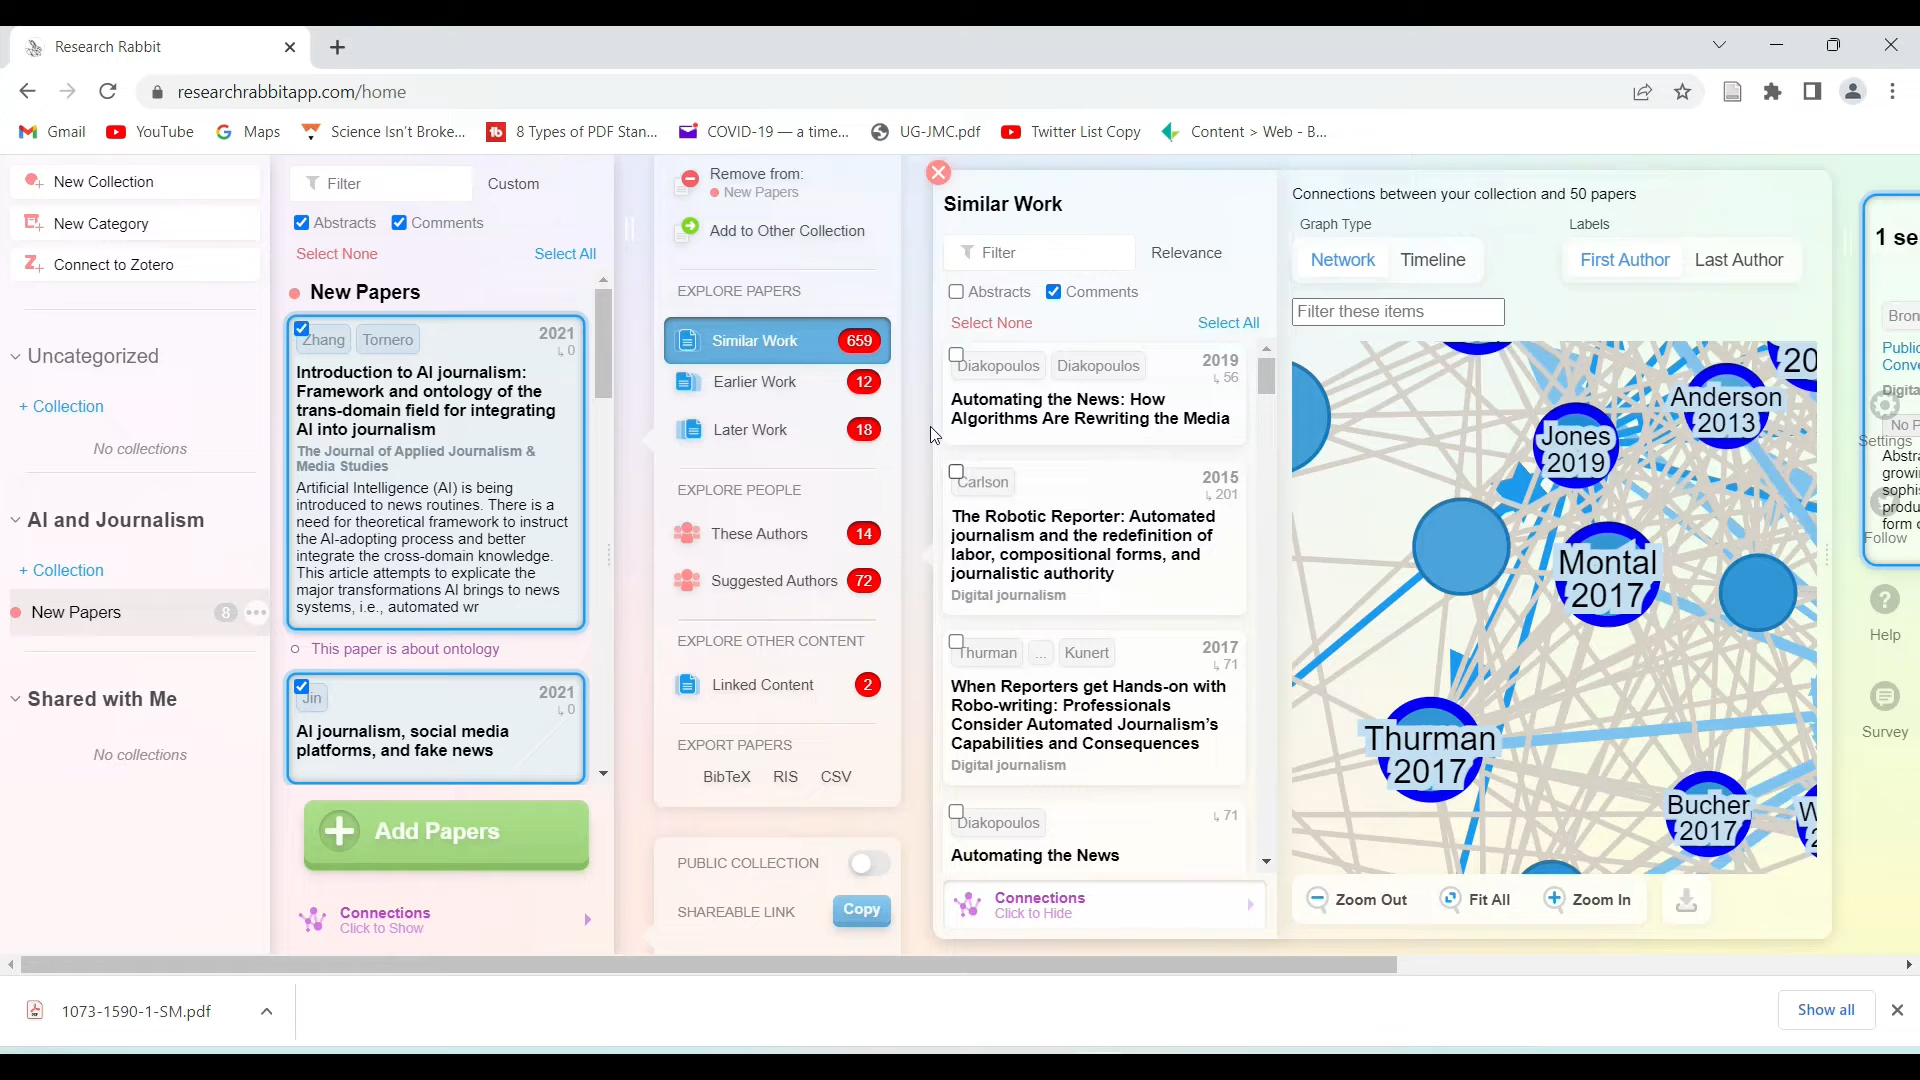 Research Rabbit
researchrabbitapp.com/home
Gmail
YouTube
Maps
Science Isn't Broke...
8 Types of PDF Stan...
COVID-19 — a time...
UG-JMC.pdf
Twitter List Copy
Content > Web - B...
New Collection
New Category
Connect to Zotero
Uncategorized
+ Collection
No collections
AI and Journalism
+ Collection
New Papers 8
Shared with Me
No collections
Filter
Custom
Abstracts Comments
Select None Select All
New Papers
Zhang Tornero 2021
0
Introduction to AI journalism:
Framework and ontology of the
trans-domain field for integrating
AI into journalism
The Journal of Applied Journalism &
Media Studies
Artificial Intelligence (AI) is being
introduced to news routines. There is a
need for theoretical framework to instruct
the AI-adopting process and better
integrate the cross-domain knowledge.
This article attempts to explicate the
major transformations AI brings to news
systems, i.e., automated wr
This paper is about ontology
Jin 2021
0
AI journalism, social media
platforms, and fake news
Add Papers
Connections
Click to Show
Remove from:
New Papers
Add to Other Collection
EXPLORE PAPERS
Similar Work 659
Earlier Work 12
Later Work 18
EXPLORE PEOPLE
These Authors 14
Suggested Authors 72
EXPLORE OTHER CONTENT
Linked Content 2
EXPORT PAPERS
BibTeX RIS CSV
PUBLIC COLLECTION
SHAREABLE LINK Copy
Similar Work
Filter Relevance
Abstracts Comments
Select None Select All
Diakopoulos Diakopoulos 2019
56
Automating the News: How
Algorithms Are Rewriting the Media
Carlson 2015
201
The Robotic Reporter: Automated
journalism and the redefinition of
labor, compositional forms, and
journalistic authority
Digital journalism
Thurman ... Kunert 2017
71
When Reporters get Hands-on with
Robo-writing: Professionals
Consider Automated Journalism's
Capabilities and Consequences
Digital journalism
Diakopoulos 71
Automating the News
Connections
Click to Hide
Connections between your collection and 50 papers
Graph Type Labels
Network Timeline First Author Last Author
Filter these items
20
Anderson
2013
Jones
2019
Montal
2017
Thurman
2017
Bucher
2017
W
2
Zoom Out Fit All Zoom In
1 se
Bron
Public
Conve
Digita
No P
Settings
Abstra
growi
sophis
produ
form o
Follow
Help
Survey
1073-1590-1-SM.pdf
Show all